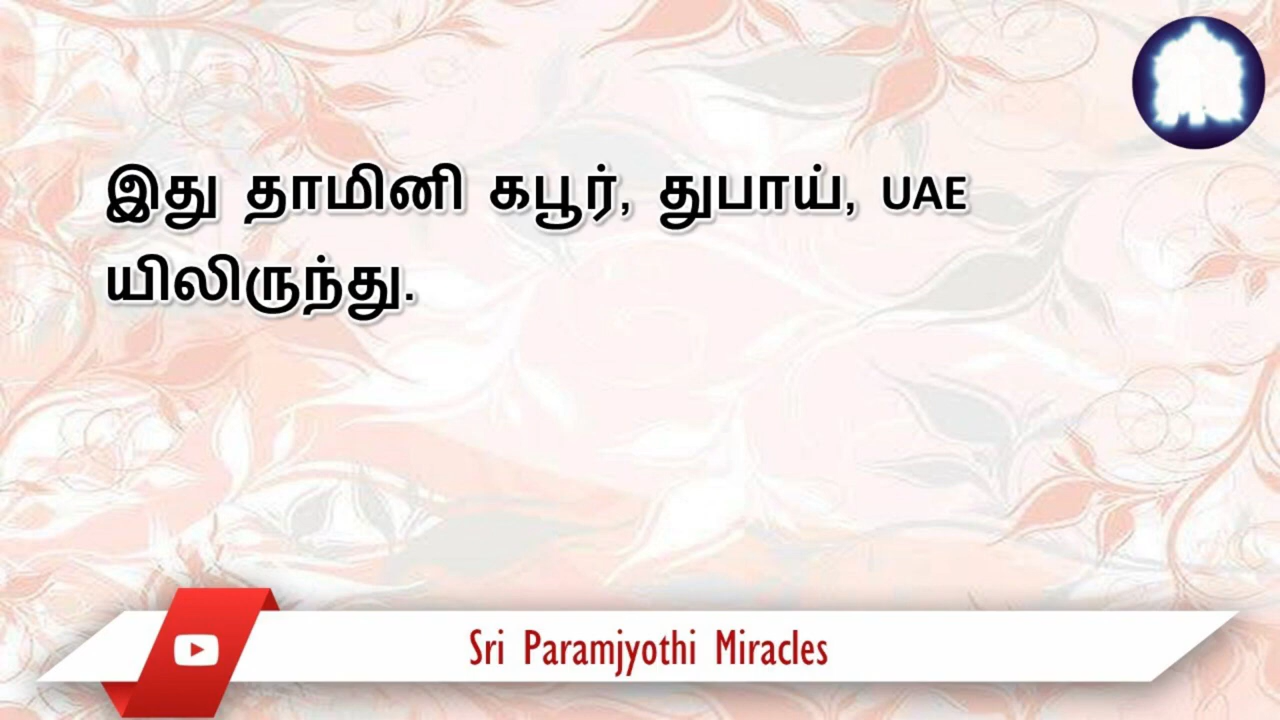 இது தாமினி கபூர், துபாய், UAE
யிலிருந்து.
Sri Paramjyothi Miracles